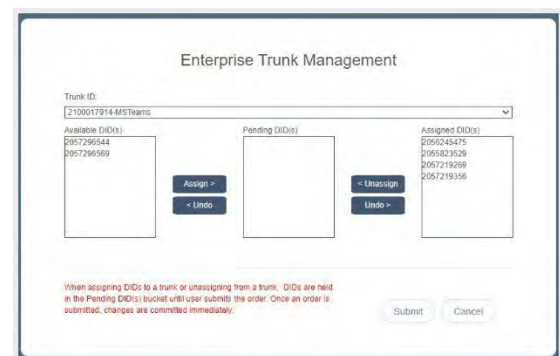 Enterprise Trunk Management
Trunk ID:
2100017914-MSTeams
Available DID(s)
2057296544
2057296569
Assign >
< Undo
Pending DID(s)
< Unassign
Undo >
Assigned DID(s)
2056245475
2055823529
2057219269
2057219356
When assigning DIDs to a trunk or unassigning from a trunk, DIDs are held
in the Pending DID(s) bucket until user submits the order. Once an order is
submitted, changes are committed immediately.
Submit
Cancel